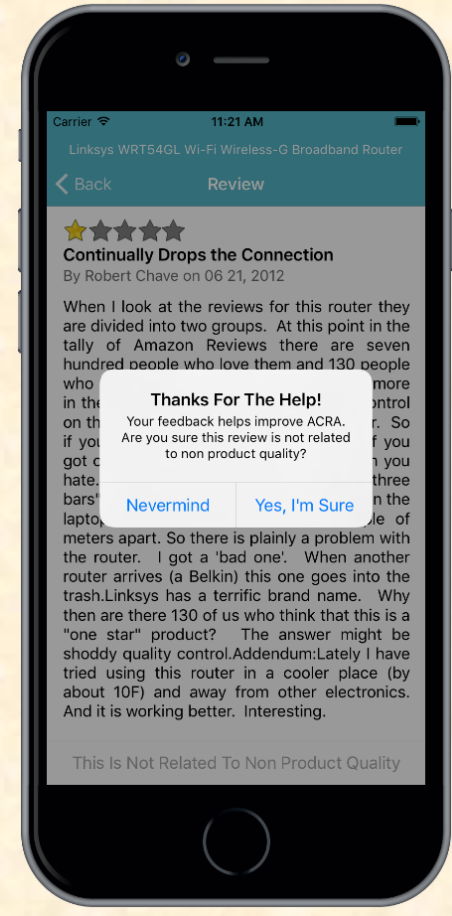 Carrier 11:21 AM
Linksys WRT54GL Wi-Fi Wireless-G Broadband Router
Back Review
Continually Drops the Connection
By Robert Chave on 06 21, 2012
When I look at the reviews for this router they
are divided into two groups. At this point in the
tally of Amazon Reviews there are seven
hundred people who love them and 130 people
who more
in the
on th So
if you f you
got you
hate. three
bars" n the
of
meters apart. So there is plainly a problem with
the router. I got a 'bad one'. When another
router arrives (a Belkin) this one goes into the
trash.Linksys has a terrific brand name. Why
then are there 130 of us who think that this is a
"one star" product? The answer might be
shoddy quality control.Addendum:Lately I have
tried using this router in a cooler place (by
about 10F) and away from other electronics.
And it is working better. Interesting.
Thanks For The Help!
Your feedback helps improve ACRA.
Are you sure this review is not related
to non product quality?
Nevermind Yes, I'm Sure
This Is Not Related To Non Product Quality